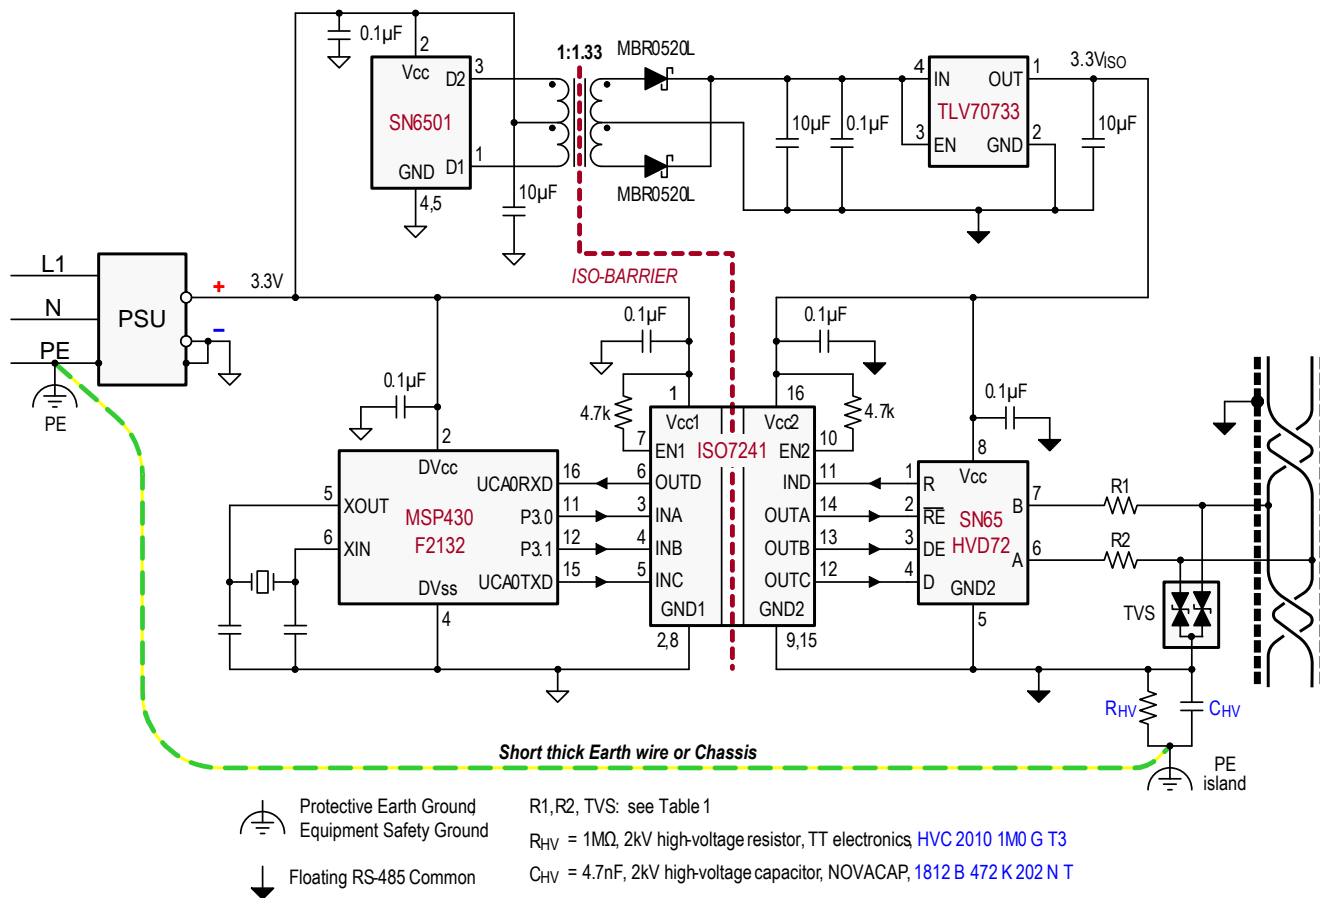 0.1µF
2
Vcc
D2
3
SN6501
D1
1
GND
4,5
10µF
1:1.33
MBR0520L
MBR0520L
10µF
0.1µF
4
IN
OUT
1
TLV70733
3
EN
GND
2
3.3VISO
10µF
ISO-BARRIER
L1
N
PE
PSU
+
–
3.3V
PE
0.1µF
0.1µF
0.1µF
0.1µF
4.7k
4.7k
1
16
Vcc1
Vcc2
7
EN1
ISO7241
EN2
10
6
OUTD
IND
11
3
INA
OUTA
14
4
INB
OUTB
13
5
INC
OUTC
12
GND1
GND2
2,8
9,15
2
DVcc
5
XOUT
UCA0RXD
16
MSP430
F2132
P3.0
11
6
XIN
P3.1
12
UCA0TXD
15
DVss
4
8
Vcc
1
R
B
7
2
RE
SN65
HVD72
3
DE
A
6
4
D
GND2
5
R1
R2
TVS
RHV
CHV
PE
island
Short thick Earth wire or Chassis
Protective Earth Ground,
Equipment Safety Ground
Floating RS-485 Common
R1,R2, TVS: see Table 1
RHV = 1MΩ, 2kV high-voltage resistor, TT electronics, HVC 2010 1M0 G T3
CHV = 4.7nF, 2kV high-voltage capacitor, NOVACAP, 1812 B 472 K 202 N T